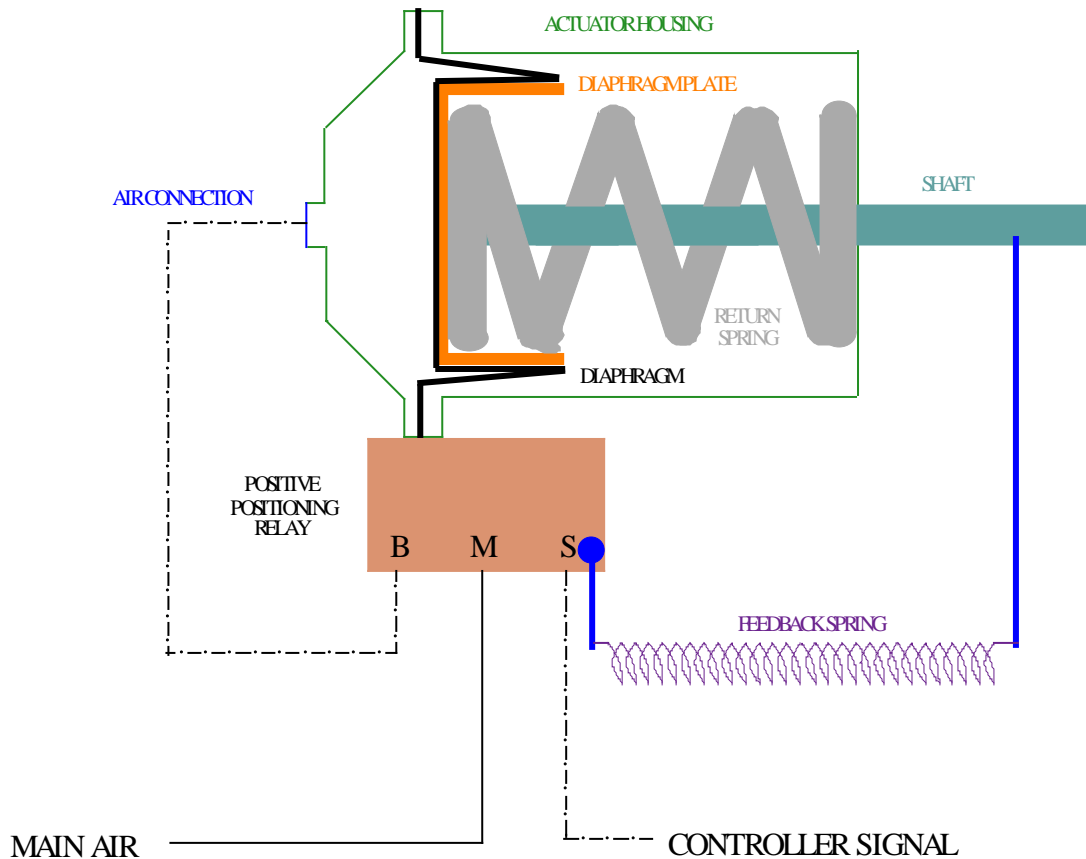 ACTUATOR HOUSING
DIAPHRAGM PLATE
AIR CONNECTION
SHAFT
RETURN
SPRING
DIAPHRAGM
POSITIVE
POSITIONING
RELAY
B M S
FEEDBACK SPRING
MAIN AIR
CONTROLLER SIGNAL